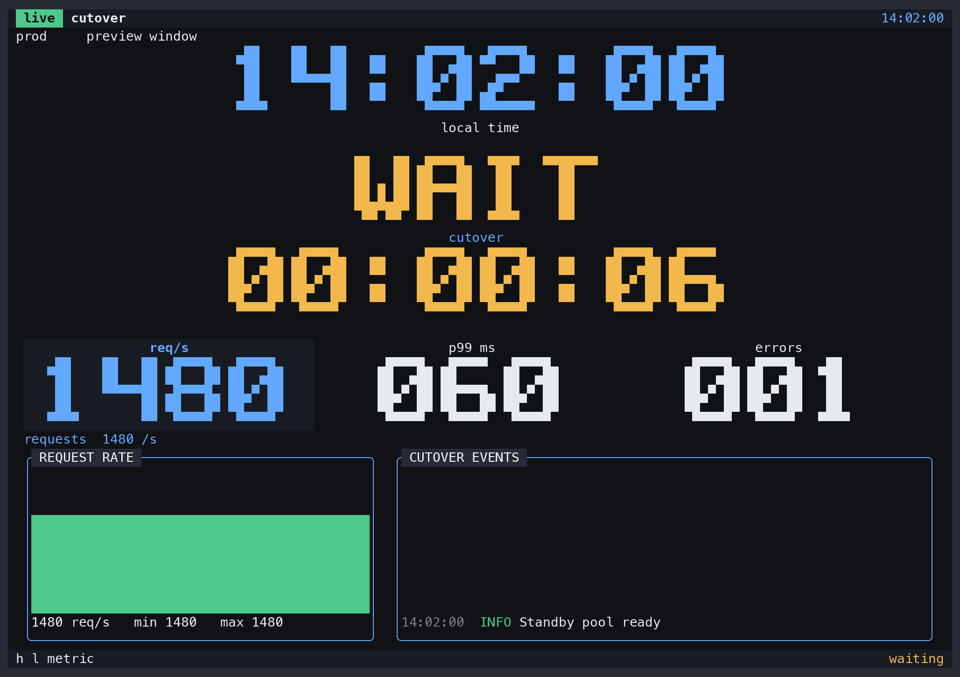 live cutover 14:02:00
prod preview window
14:02:00
local time
WAIT
cutover
00:00:06
req/s p99 ms errors
1480 060 001
requests 1480 /s
REQUEST RATE CUTOVER EVENTS
1480 req/s min 1480 max 1480 14:02:00 INFO Standby pool ready
h l metric waiting